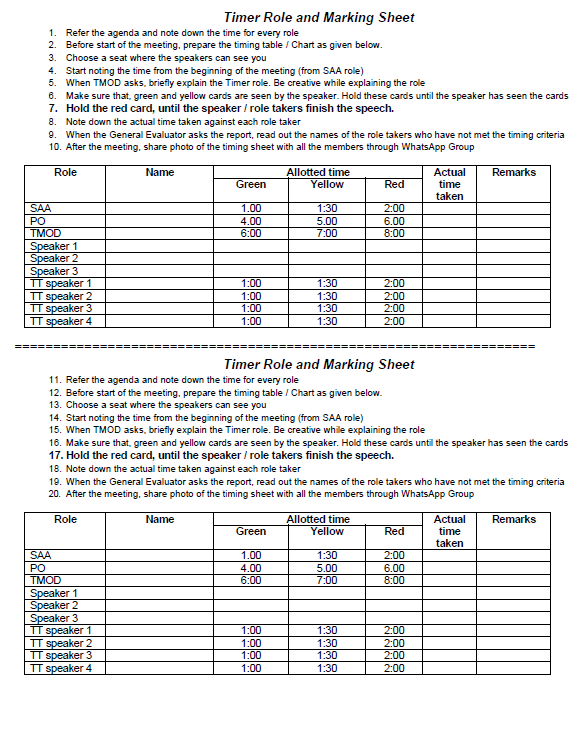 Timer Role and Marking Sheet
1. Refer the agenda and note down the time for every role
2. Before start of the meeting, prepare the timing table / Chart as given below.
3. Choose a seat where the speakers can see you
4. Start noting the time from the beginning of the meeting (from SAA role)
5. When TMOD asks, briefly explain the Timer role. Be creative while explaining the role
6. Make sure that, green and yellow cards are seen by the speaker. Hold these cards until the speaker has seen the cards
7. Hold the red card, until the speaker / role takers finish the speech.
8. Note down the actual time taken against each role taker
9. When the General Evaluator asks the report, read out the names of the role takers who have not met the timing criteria
10. After the meeting, share photo of the timing sheet with all the members through WhatsApp Group
Role Name Allotted time Actual time taken Remarks
Green Yellow Red
SAA 1.00 1:30 2:00
PO 4.00 5.00 6.00
TMOD 6:00 7:00 8:00
Speaker 1
Speaker 2
Speaker 3
TT speaker 1 1:00 1:30 2:00
TT speaker 2 1:00 1:30 2:00
TT speaker 3 1:00 1:30 2:00
TT speaker 4 1:00 1:30 2:00
=====================================================================
Timer Role and Marking Sheet
11. Refer the agenda and note down the time for every role
12. Before start of the meeting, prepare the timing table / Chart as given below.
13. Choose a seat where the speakers can see you
14. Start noting the time from the beginning of the meeting (from SAA role)
15. When TMOD asks, briefly explain the Timer role. Be creative while explaining the role
16. Make sure that, green and yellow cards are seen by the speaker. Hold these cards until the speaker has seen the cards
17. Hold the red card, until the speaker / role takers finish the speech.
18. Note down the actual time taken against each role taker
19. When the General Evaluator asks the report, read out the names of the role takers who have not met the timing criteria
20. After the meeting, share photo of the timing sheet with all the members through WhatsApp Group
Role Name Allotted time Actual time taken Remarks
Green Yellow Red
SAA 1.00 1:30 2:00
PO 4.00 5.00 6.00
TMOD 6:00 7:00 8:00
Speaker 1
Speaker 2
Speaker 3
TT speaker 1 1:00 1:30 2:00
TT speaker 2 1:00 1:30 2:00
TT speaker 3 1:00 1:30 2:00
TT speaker 4 1:00 1:30 2:00